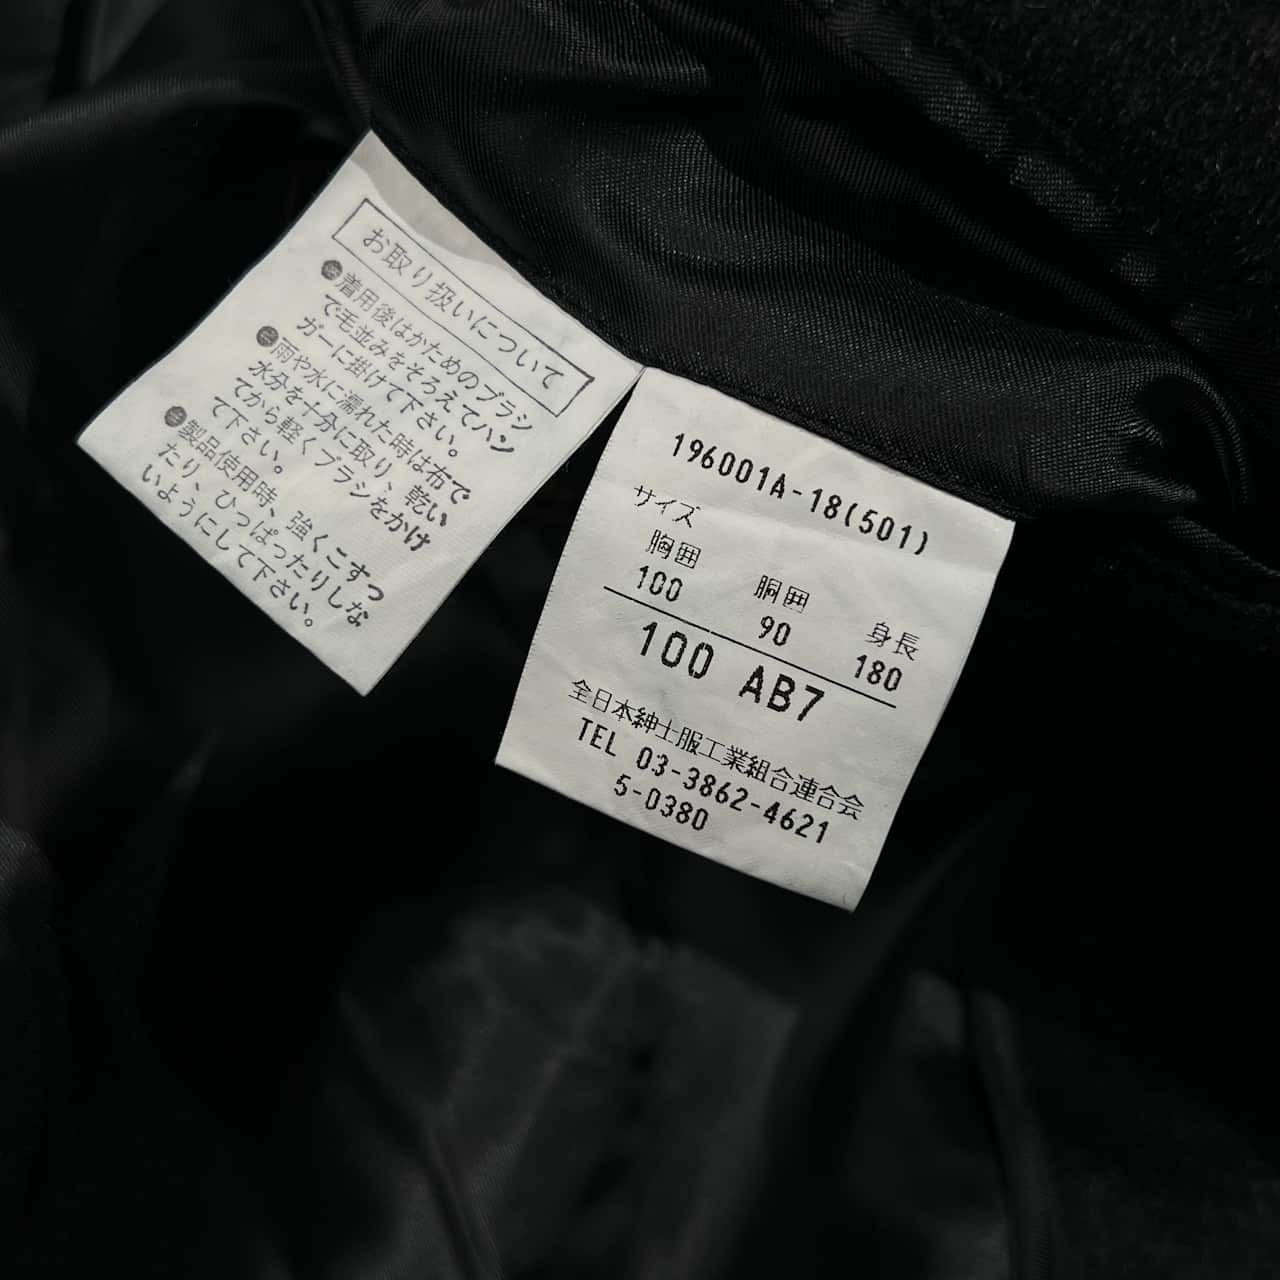 お取り扱いについて
着用後はかためのブラシ
で毛並みをそろえてハン
ガーに掛けて下さい。
雨や水に濡れた時は布で
水分を十分に取り、乾い
てから軽くブラシをかけ
て下さい。
製品使用時、強くこすっ
たり、ひっぱったりしな
いようにして下さい。
196001A-18(501)
サイズ
胸囲 胴囲 身長
100 90 180
100 AB7
全日本紳士服工業組合連合会
TEL 03-3862-4621
5-0380